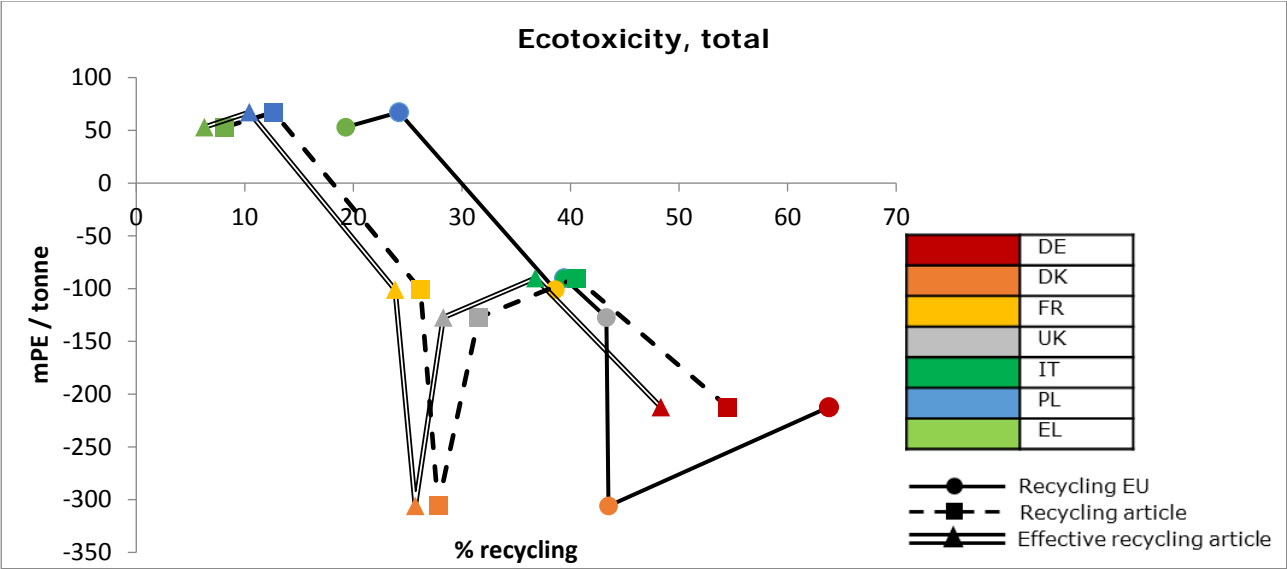 Ecotoxicity, total
100
50
0
-50
-100
-150
-200
-250
-300
-350
0 10 20 30 40 50 60 70
mPE / tonne
% recycling
DE
DK
FR
UK
IT
PL
EL
Recycling EU
Recycling article
Effective recycling article